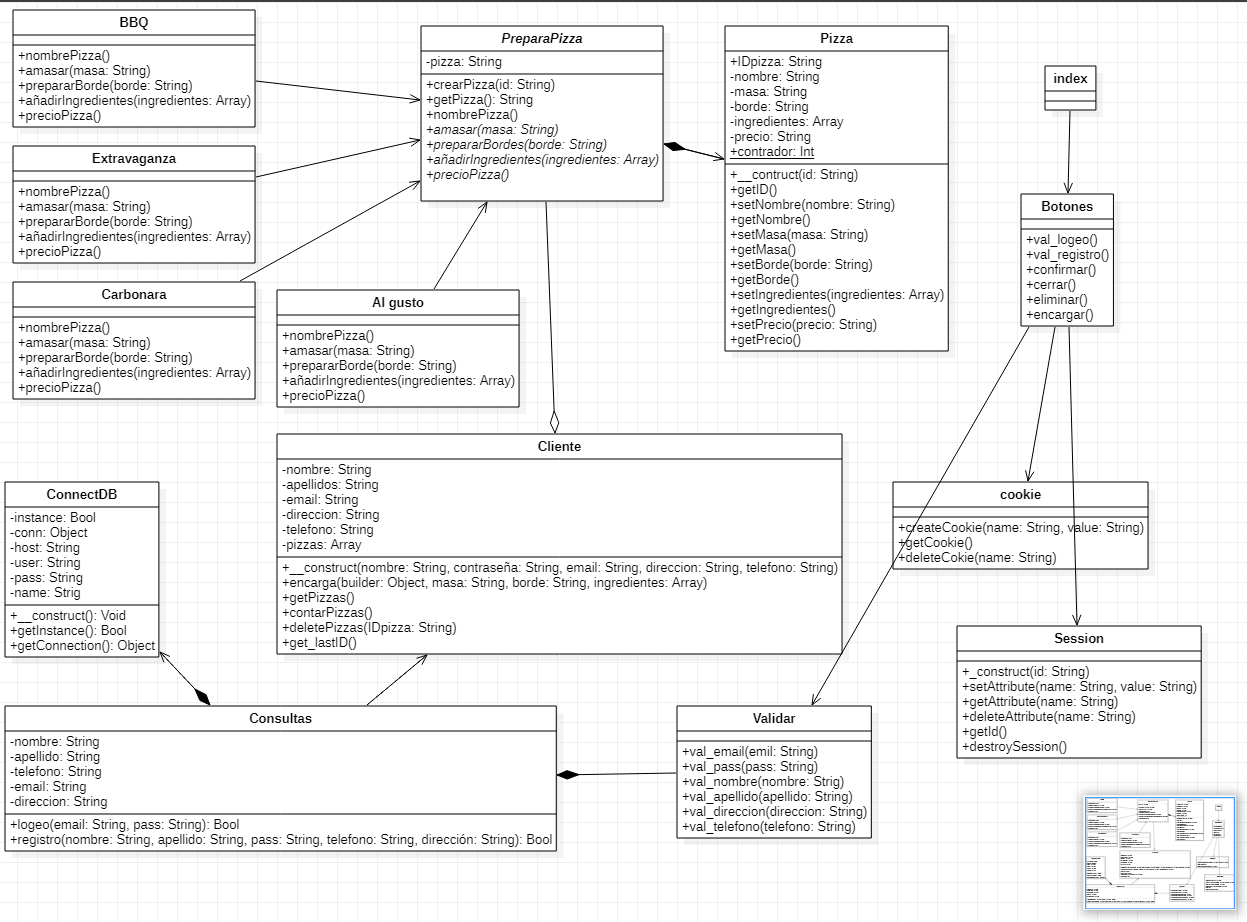 BBQ
+nombrePizza()
+amasar(masa: String)
+prepararBorde(borde: String)
+añadirIngredientes(ingredientes: Array)
+precioPizza()
Extravaganza
+nombrePizza()
+amasar(masa: String)
+prepararBorde(borde: String)
+añadirIngredientes(ingredientes: Array)
+precioPizza()
Carbonara
+nombrePizza()
+amasar(masa: String)
+prepararBorde(borde: String)
+añadirIngredientes(ingredientes: Array)
+precioPizza()
Al gusto
+nombrePizza()
+amasar(masa: String)
+prepararBorde(borde: String)
+añadirIngredientes(ingredientes: Array)
+precioPizza()
PreparaPizza
-pizza: String
+crearPizza(id: String)
+getPizza(): String
+nombrePizza()
+amasar(masa: String)
+prepararBordes(borde: String)
+añadirIngredientes(ingredientes: Array)
+precioPizza()
Pizza
+IDpizza: String
-nombre: String
-masa: String
-borde: String
-ingredientes: Array
-precio: String
+contrador: Int
+__contruct(id: String)
+getID()
+setNombre(nombre: String)
+getNombre()
+setMasa(masa: String)
+getMasa()
+setBorde(borde: String)
+getBorde()
+setIngredientes(ingredientes: Array)
+getIngredientes()
+setPrecio(precio: String)
+getPrecio()
index
Botones
+val_logeo()
+val_registro()
+confirmar()
+cerrar()
+eliminar()
+encargar()
Cliente
-nombre: String
-apellidos: String
-email: String
-direccion: String
-telefono: String
-pizzas: Array
+__construct(nombre: String, contraseña: String, email: String, direccion: String, telefono: String)
+encarga(builder: Object, masa: String, borde: String, ingredientes: Array)
+getPizzas()
+contarPizzas()
+deletePizzas(IDpizza: String)
+get_lastID()
ConnectDB
-instance: Bool
-conn: Object
-host: String
-user: String
-pass: String
-name: Strig
+__construct(): Void
+getInstance(): Bool
+getConnection(): Object
cookie
+createCookie(name: String, value: String)
+getCookie()
+deleteCokie(name: String)
Session
+_construct(id: String)
+setAttribute(name: String, value: String)
+getAttribute(name: String)
+deleteAttribute(name: String)
+getId()
+destroySession()
Consultas
-nombre: String
-apellido: String
-telefono: String
-email: String
-direccion: String
+logeo(email: String, pass: String): Bool
+registro(nombre: String, apellido: String, pass: String, telefono: String, dirección: String): Bool
Validar
+val_email(emil: String)
+val_pass(pass: String)
+val_nombre(nombre: Strig)
+val_apellido(apellido: String)
+val_direccion(direccion: String)
+val_telefono(telefono: String)